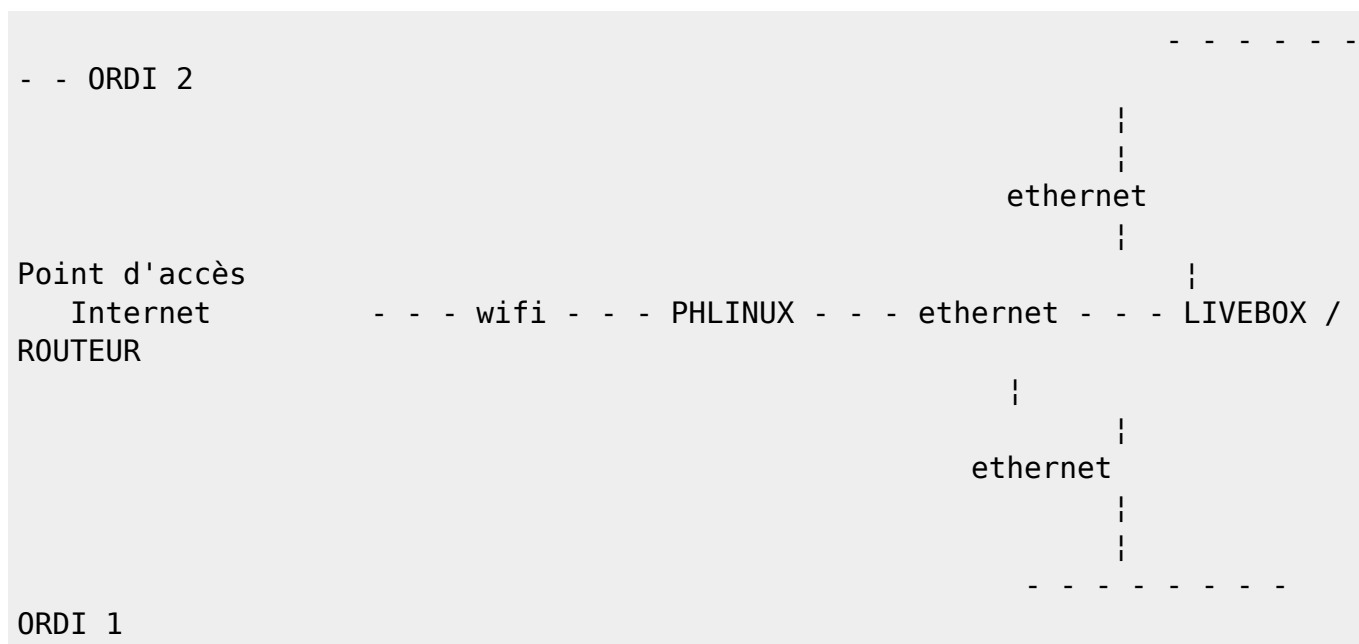 - - - - - -
- - ORDI 2
¦
¦
ethernet
¦
Point d'accès ¦
Internet - - - wifi - - - PHLINUX - - - ethernet - - - LIVEBOX /
ROUTEUR
¦
¦
ethernet
¦
¦
- - - - - - - -
ORDI 1